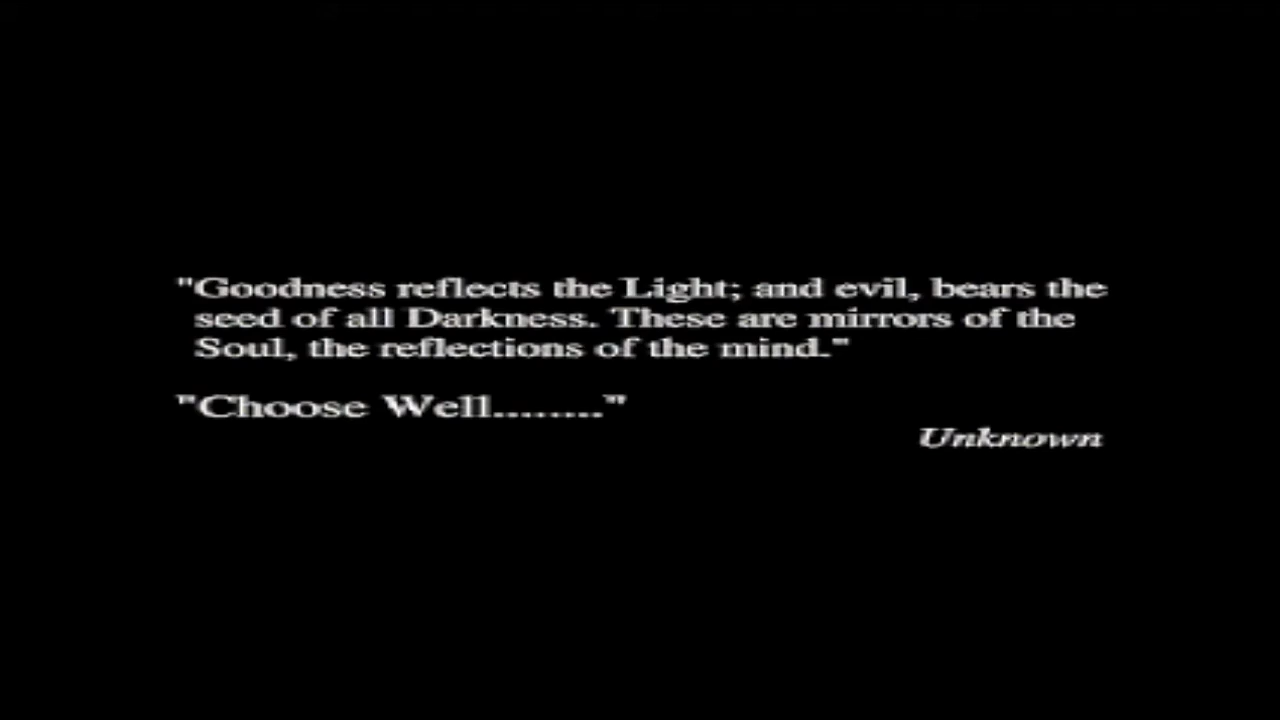 "Goodness reflects the Light; and evil, bears the
seed of all Darkness. These are mirrors of the
Soul, the reflections of the mind."
"Choose Well........"
Unknown